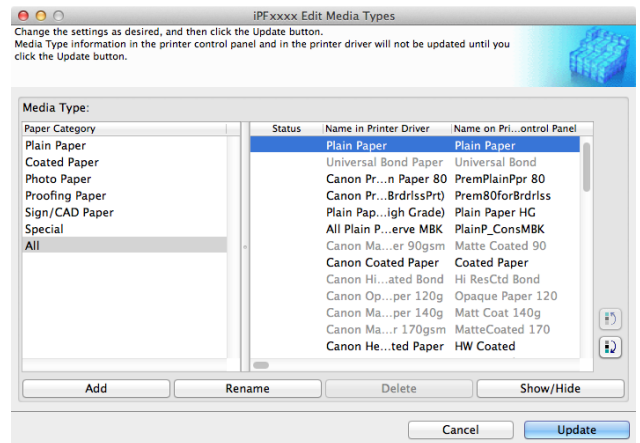 iPFxxxx Edit Media Types
Change the settings as desired, and then click the Update button.
Media Type information in the printer control panel and in the printer driver will not be updated until you
click the Update button.
Media Type:
Paper Category Status Name in Printer Driver Name on Pri...ontrol Panel
Plain Paper Plain Paper Plain Paper
Coated Paper Universal Bond Paper Universal Bond
Photo Paper Canon Pr...n Paper 80 PremPlainPpr 80
Proofing Paper Canon Pr...BrdrlssPrt) Prem80forBrdrlss
Sign/CAD Paper Plain Pap...igh Grade) Plain Paper HG
Special All Plain P...erve MBK PlainP_ConsMBK
All Canon Ma...er 90gsm Matte Coated 90
Canon Coated Paper Coated Paper
Canon Hi...ated Bond Hi ResCtd Bond
Canon Op...per 120g Opaque Paper 120
Canon Ma...per 140g Matt Coat 140g
Canon Ma...r 170gsm MatteCoated 170
Canon He...ted Paper HW Coated
Add Rename Delete Show/Hide
Cancel Update